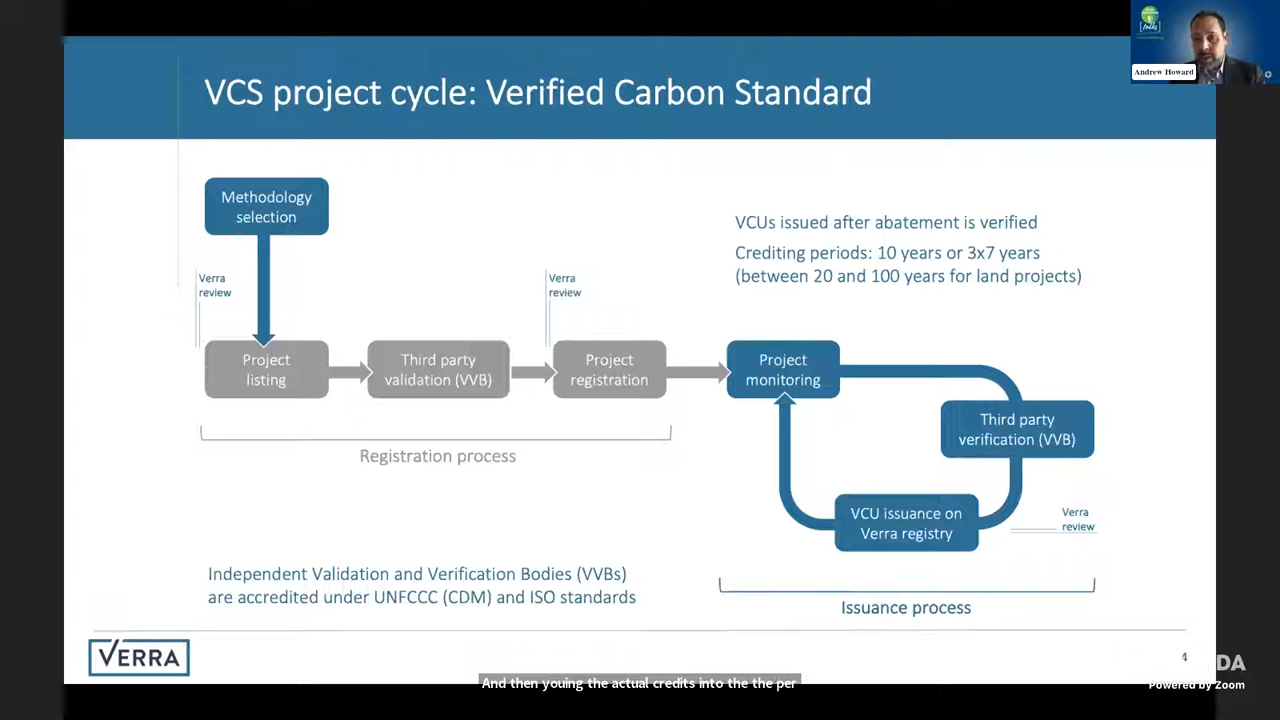 VCS project cycle: Verified Carbon Standard
Andrew Howard
Methodology
selection
VCUs issued after abatement is verified
Crediting periods: 10 years or 3x7 years
(between 20 and 100 years for land projects)
Verra
review
Verra
review
Project
listing
Third party
validation (VVB)
Project
registration
Project
monitoring
Third party
verification (VVB)
Registration process
VCU issuance on
Verra registry
Verra
review
Independent Validation and Verification Bodies (VVBs)
are accredited under UNFCCC (CDM) and ISO standards
Issuance process
VERRA
4
DA
Powered by Zoom
And then youing the actual credits into the the per